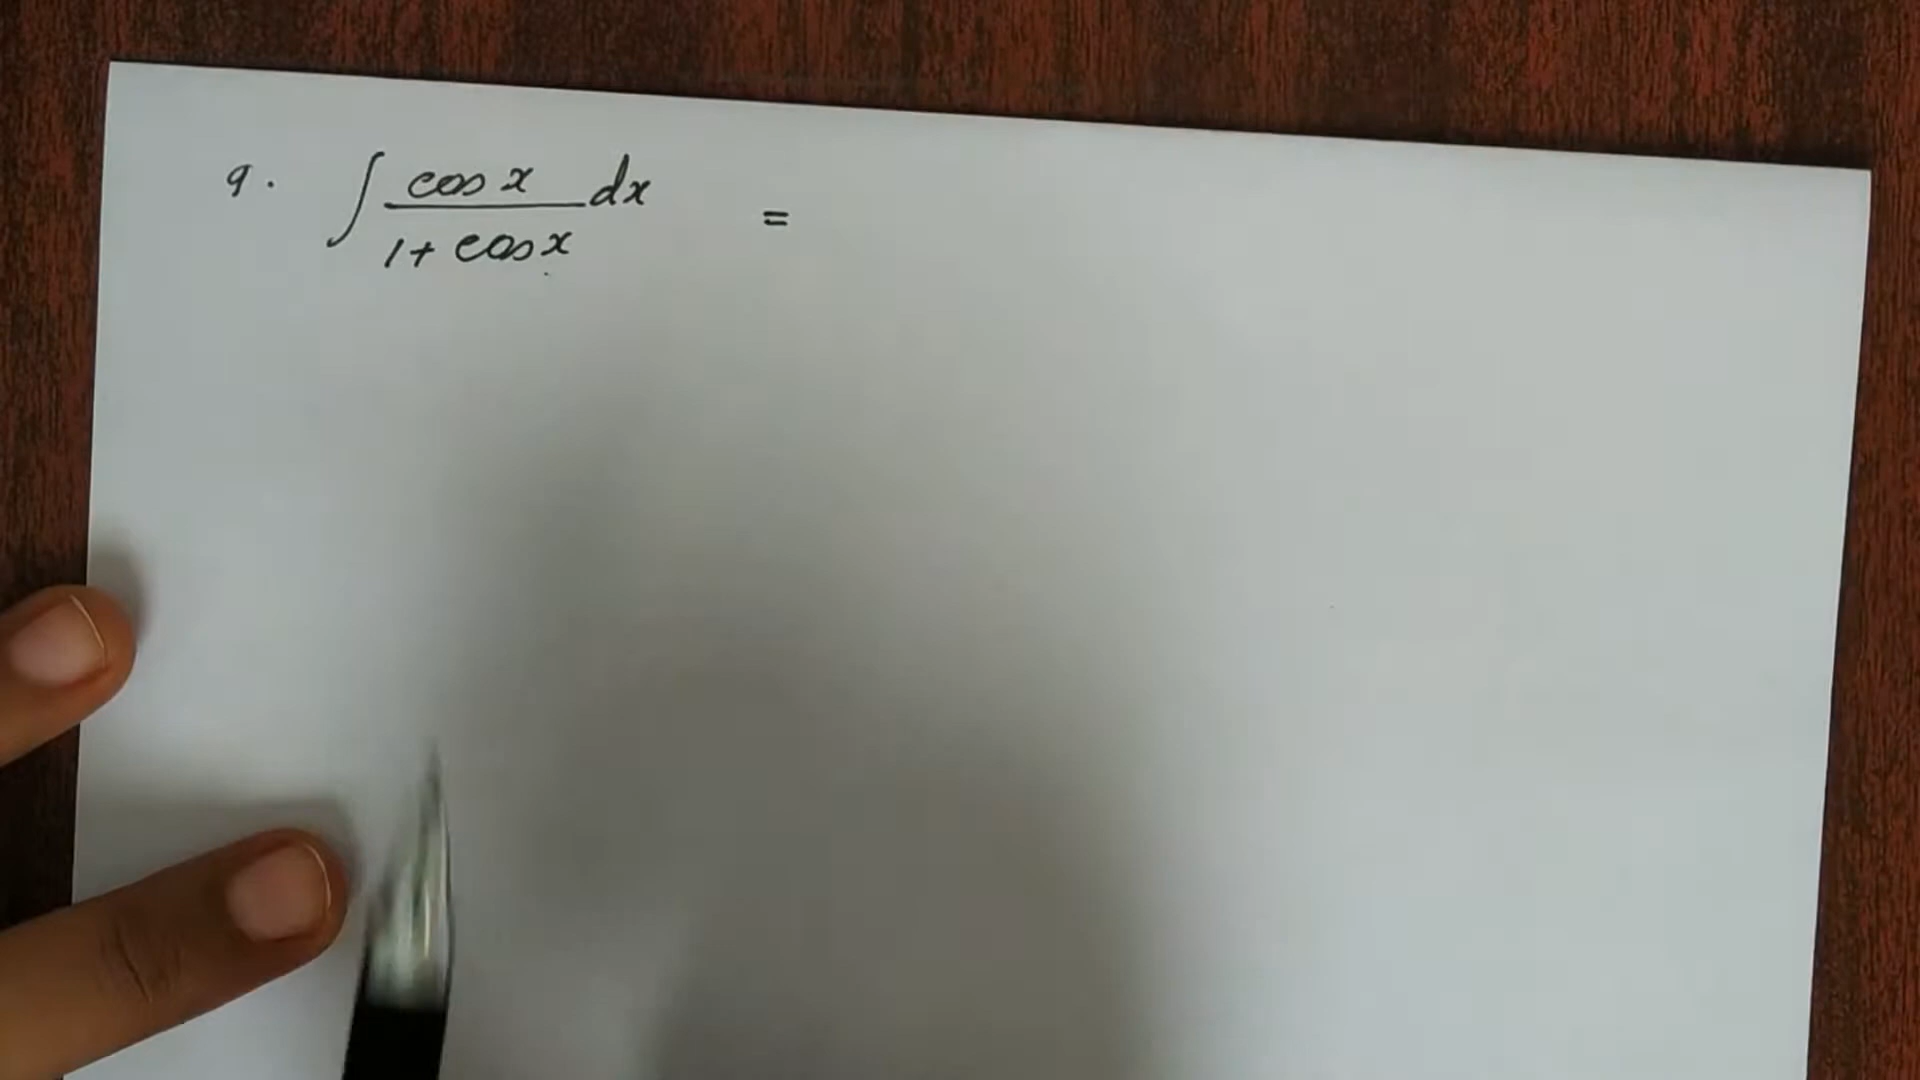 9. ∫ cos x / 1 + cos x dx =